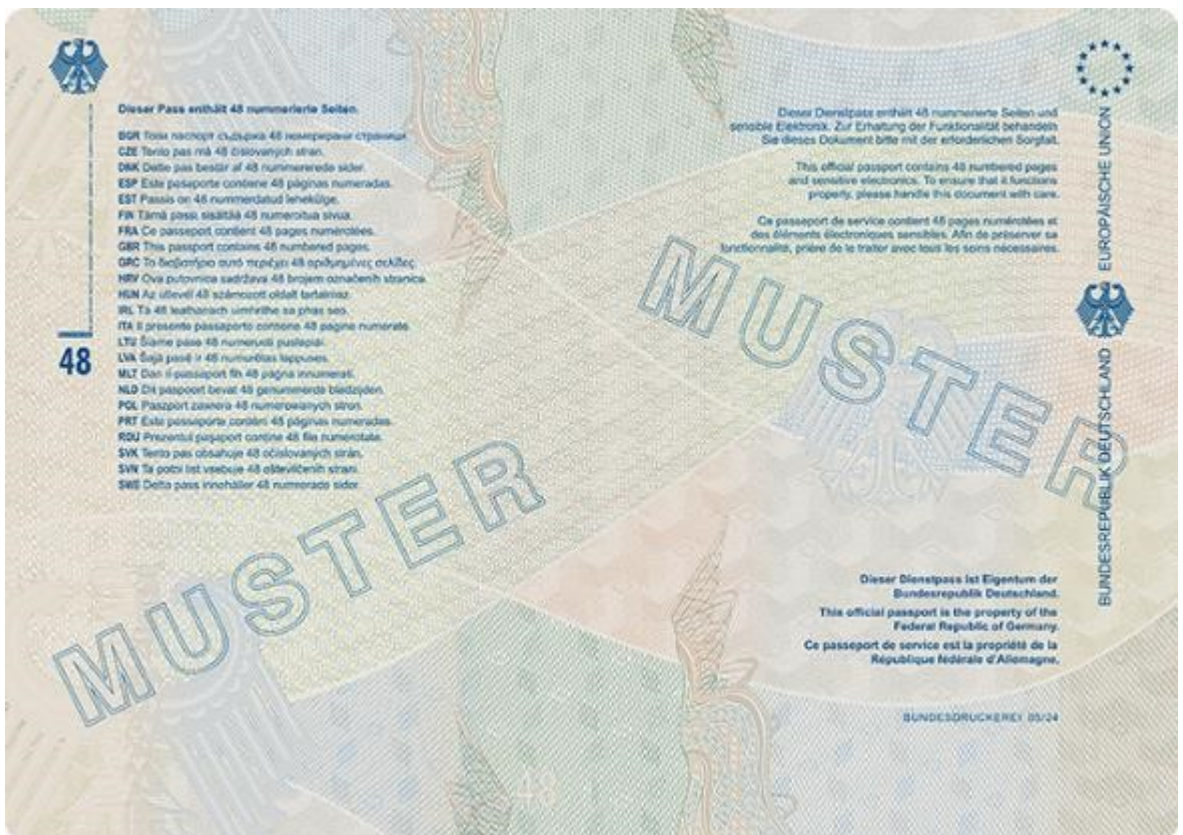 Dieser Pass enthält 48 nummerierte Seiten.
BGR Този паспорт съдържа 48 номерирани страници.
CZE Tento pas má 48 číslovaných stran.
DNK Dette pas består af 48 nummererede sider.
ESP Este pasaporte contiene 48 páginas numeradas.
EST Passis on 48 nummerdatud lehekülge.
FIN Tämä passi sisältää 48 numeroitua sivua.
FRA Ce passeport contient 48 pages numérotées.
GBR This passport contains 48 numbered pages.
GRC Το διαβατήριο αυτό περιέχει 48 αριθμημένες σελίδες.
HRV Ova putovnica sadržava 48 brojem označenih stranica.
HUN Az útlevél 48 számozott oldalt tartalmaz.
IRL Tá 48 leathanach uimhrithe sa phas seo.
ITA Il presente passaporto contiene 48 pagine numerate.
LTU Šiame pase 48 numeruoti puslapiai.
LVA Šajā pasē ir 48 numurētas lappuses.
MLT Dan il-passaport fih 48 paġna innumerati.
NLD Dit paspoort bevat 48 genummerde bladzijden.
POL Paszport zawiera 48 numerowanych stron.
PRT Este passaporte contém 48 páginas numeradas.
ROU Prezentul paşaport conţine 48 file numerotate.
SVK Tento pas obsahuje 48 očíslovaných strán.
SVN Ta potni list vsebuje 48 oštevilčenih strani.
SWE Detta pass innehåller 48 numrerade sidor.
48
MUSTER
Dieser Dienstpass enthält 48 nummerierte Seiten und
sensible Elektronik. Zur Erhaltung der Funktionalität behandeln
Sie dieses Dokument bitte mit der erforderlichen Sorgfalt.
This official passport contains 48 numbered pages
and sensitive electronics. To ensure that it functions
properly, please handle this document with care.
Ce passeport de service contient 48 pages numérotées et
des éléments électroniques sensibles. Afin de préserver sa
fonctionnalité, prière de le traiter avec tous les soins nécessaires.
MUSTER
BUNDESREPUBLIK DEUTSCHLAND
EUROPÄISCHE UNION
Dieser Dienstpass ist Eigentum der
Bundesrepublik Deutschland.
This official passport is the property of the
Federal Republic of Germany.
Ce passeport de service est la propriété de la
République fédérale d'Allemagne.
BUNDESDRUCKEREI 03/24
48